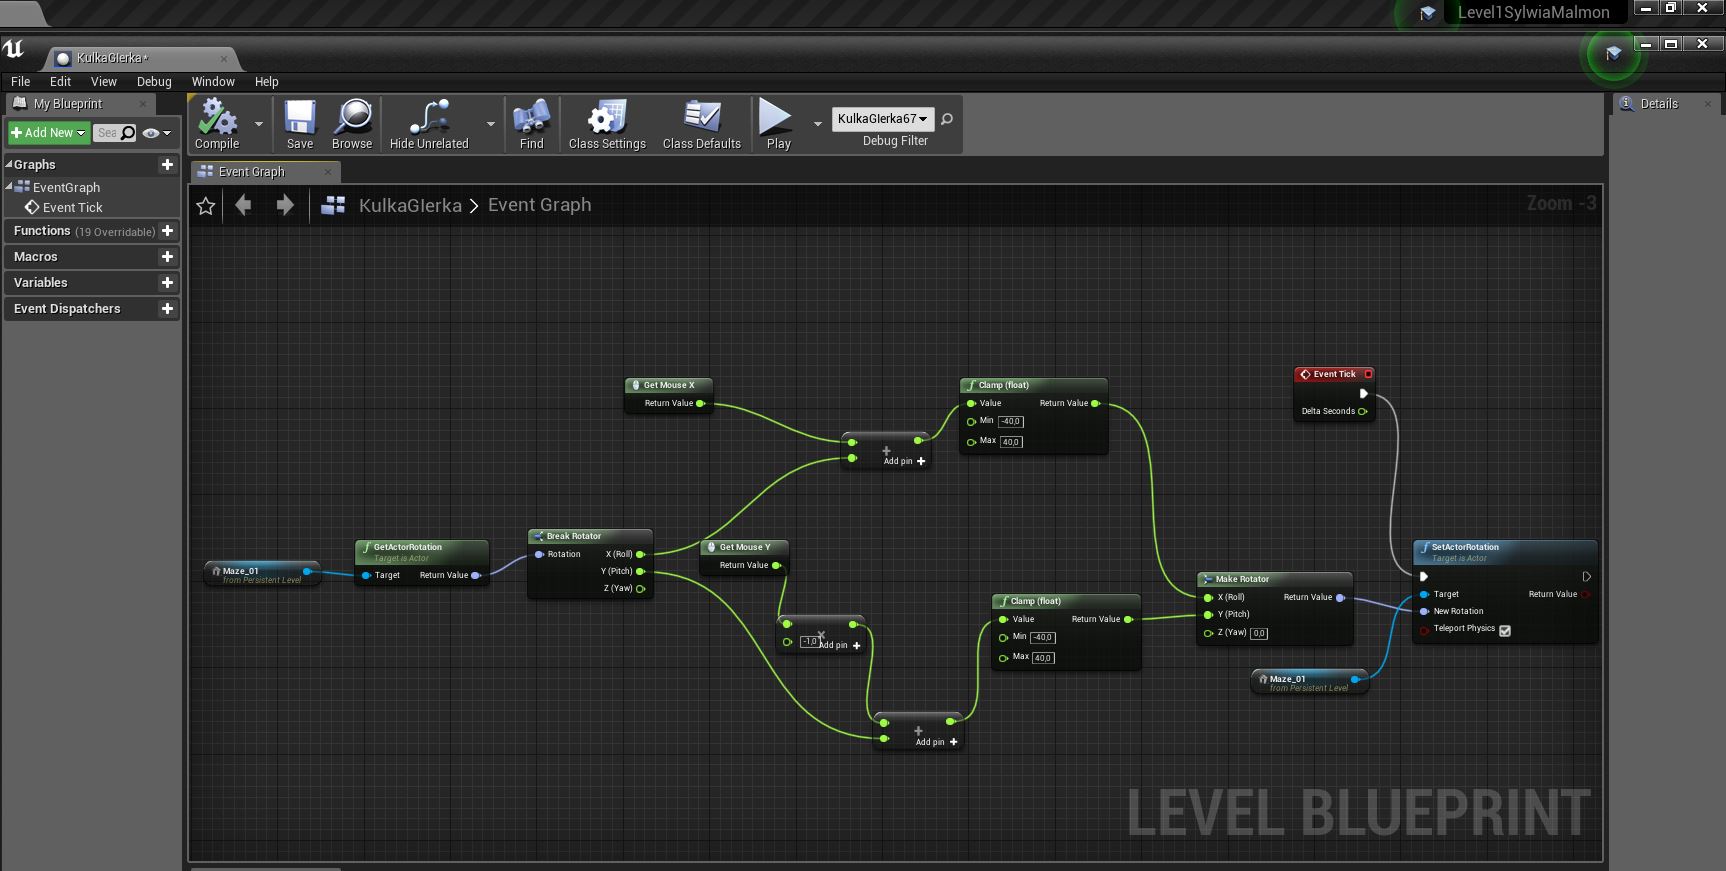 Level1SylwiaMalmon
KulkaGIerka*
File Edit View Debug Window Help
My Blueprint
Details
Add New
Sea
Compile
Save
Browse
Hide Unrelated
Find
Class Settings
Class Defaults
Play
KulkaGIerka67
Debug Filter
Graphs
EventGraph
Event Tick
Functions (19 Overridable)
Macros
Variables
Event Dispatchers
Event Graph
KulkaGIerka > Event Graph
Zoom -3
Get Mouse X
Return Value
Clamp (float)
Value Return Value
Min -40,0
Max 40,0
Add pin +
Event Tick
Delta Seconds
Maze_01
from Persistent Level
GetActorRotation
Target is Actor
Target Return Value
Break Rotator
Rotation X (Roll)
Y (Pitch)
Z (Yaw)
Get Mouse Y
Return Value
-1,0 Add pin +
Clamp (float)
Value Return Value
Min -40,0
Max 40,0
Add pin +
Make Rotator
X (Roll) Return Value
Y (Pitch)
Z (Yaw) 0,0
SetActorRotation
Target is Actor
Target Return Value
New Rotation
Teleport Physics
Maze_01
from Persistent Level
LEVEL BLUEPRINT